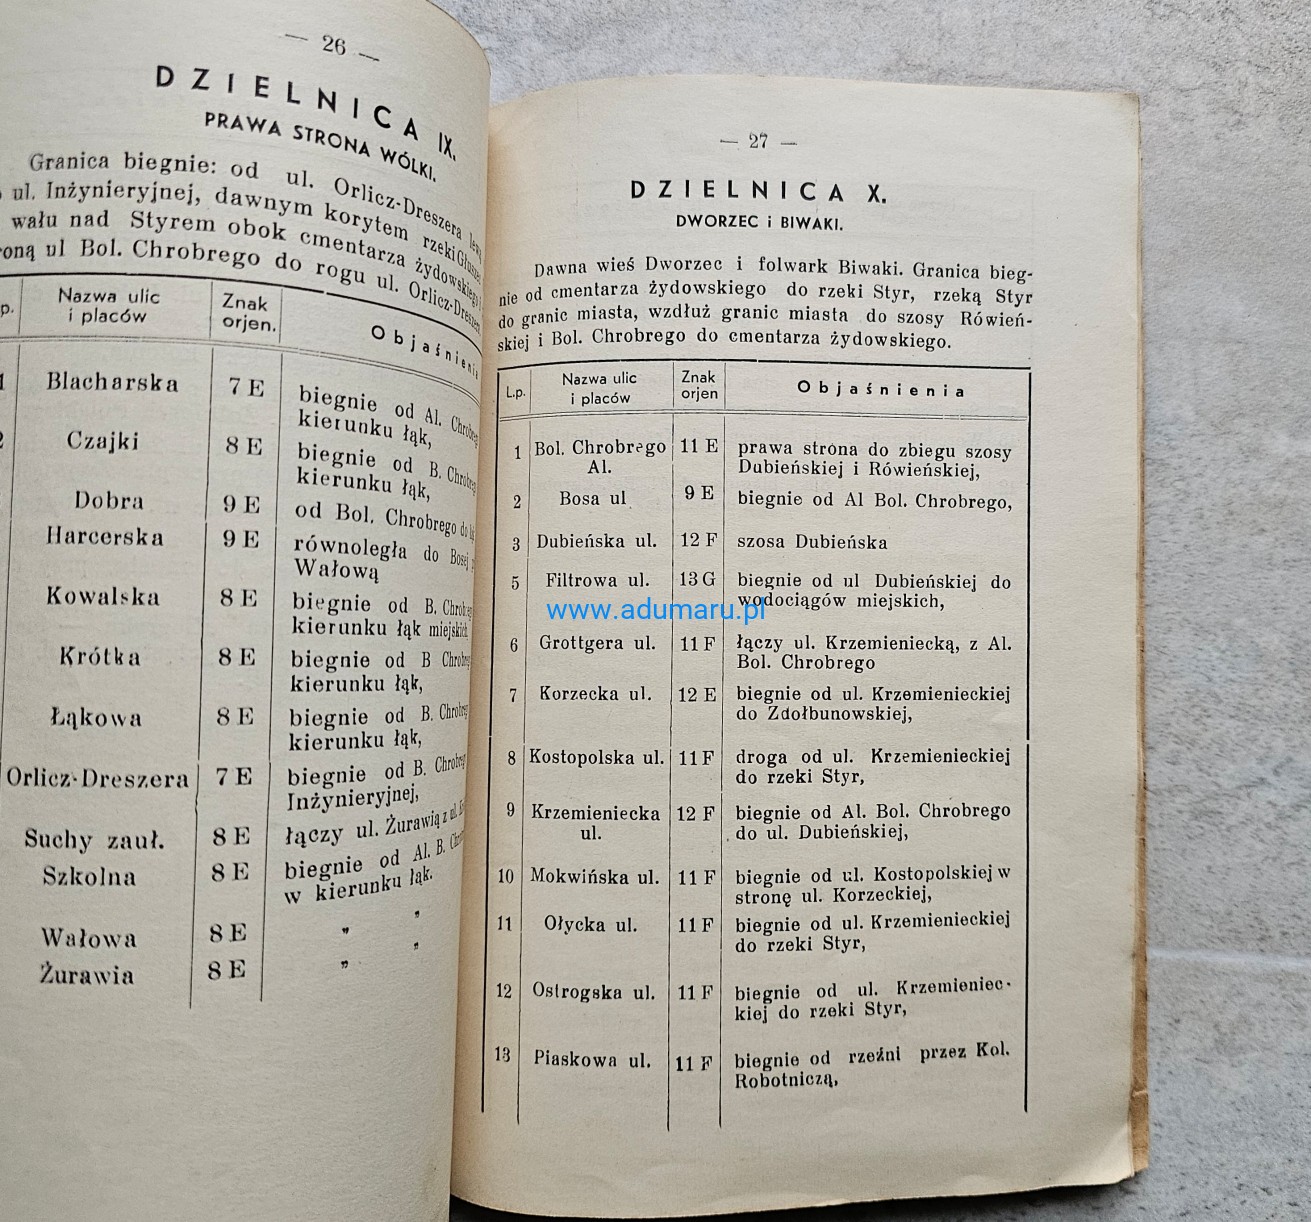 — 26 —
DZIELNICA IX.
PRAWA STRONA WÓLKI.
Granica biegnie: od ul. Orlicz-Dreszera
ul. Inżynieryjnej, dawnym korytem rzeki
wału nad Styrem obok cmentarza żydowskiego
ul Bol. Chrobrego do rogu ul. Orlicz-Dreszera
Nazwa ulic i placów Znak orjen. Objaśnienia
Blacharska 7 E biegnie od Al.
kierunku łąk,
Czajki 8 E biegnie od B.
kierunku łąk,
Dobra 9 E od Bol. Chrobrego do
Harcerska 9 E równoległa do Bosej
Wałową
Kowalska 8 E biegnie od B.
kierunku łąk miejskich
Krótka 8 E biegnie od B
kierunku łąk,
Łąkowa 8 E biegnie od B.
kierunku łąk,
Orlicz-Dreszera 7 E biegnie od B.
Inżynieryjnej,
Suchy zauł. 8 E łączy ul. Żurawią z ul.
Szkolna 8 E biegnie od Al. B.
w kierunku łąk.
Wałowa 8 E " "
Żurawia 8 E " "
— 27 —
DZIELNICA X.
DWORZEC i BIWAKI.
Dawna wieś Dworzec i folwark Biwaki. Granica bieg-
nie od cmentarza żydowskiego do rzeki Styr, rzeką Styr
do granic miasta, wzdłuż granic miasta do szosy Rówień-
skiej i Bol. Chrobrego do cmentarza żydowskiego.
L.p. Nazwa ulic i placów Znak orjen Objaśnienia
1 Bol. Chrobrego 11 E prawa strona do zbiegu szosy
Al. Dubieńskiej i Rówieńskiej,
2 Bosa ul 9 E biegnie od Al Bol. Chrobrego,
3 Dubieńska ul. 12 F szosa Dubieńska
5 Filtrowa ul. 13 G biegnie od ul Dubieńskiej do
wodociągów miejskich,
www.adumaru.pl
6 Grottgera ul. 11 F łączy ul. Krzemieniecką, z Al.
Bol. Chrobrego
7 Korzecka ul. 12 E biegnie od ul. Krzemienieckiej
do Zdołbunowskiej,
8 Kostopolska ul. 11 F droga od ul. Krzemienieckiej
do rzeki Styr,
9 Krzemieniecka 12 F biegnie od Al. Bol. Chrobrego
ul. do ul. Dubieńskiej,
10 Mokwińska ul. 11 F biegnie od ul. Kostopolskiej w
stronę ul. Korzeckiej,
11 Ołycka ul. 11 F biegnie od ul. Krzemienieckiej
do rzeki Styr,
12 Ostrogska ul. 11 F biegnie od ul. Krzemieniec-
kiej do rzeki Styr,
13 Piaskowa ul. 11 F biegnie od rzeźni przez Kol.
Robotniczą,